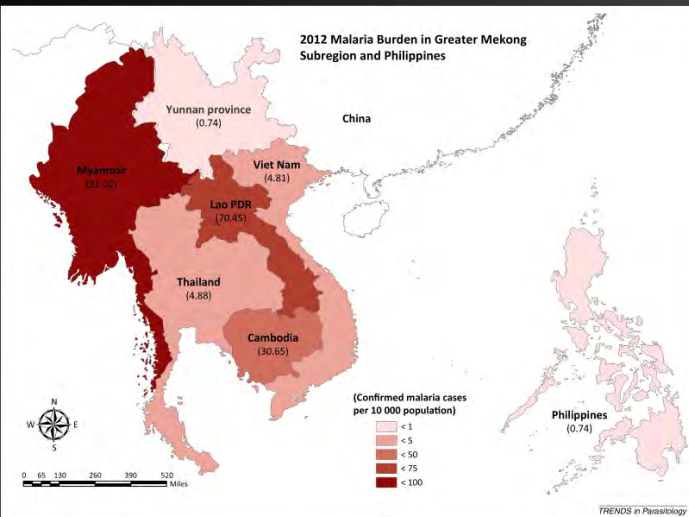 2012 Malaria Burden in Greater Mekong
Subregion and Philippines
Yunnan province
(0.74)
China
Myanmar
Viet Nam
(4.81)
Lao PDR
(70.45)
Thailand
(4.88)
Cambodia
(30.65)
Philippines
(0.74)
(Confirmed malaria cases
per 10 000 population)
< 1
< 5
< 50
< 75
< 100
N
W E
S
0 65 130 260 390 520
Miles
TRENDS in Parasitology